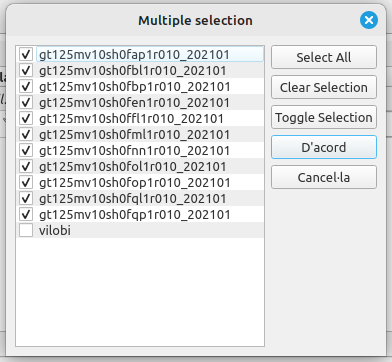 Multiple selection
gt125mv10sh0fap1r010_202101
gt125mv10sh0fbl1r010_202101
gt125mv10sh0fbp1r010_202101
gt125mv10sh0fen1r010_202101
gt125mv10sh0ffl1r010_202101
gt125mv10sh0fml1r010_202101
gt125mv10sh0fnn1r010_202101
gt125mv10sh0fol1r010_202101
gt125mv10sh0fop1r010_202101
gt125mv10sh0fql1r010_202101
gt125mv10sh0fqp1r010_202101
vilobi
Select All
Clear Selection
Toggle Selection
D'acord
Cancel·la